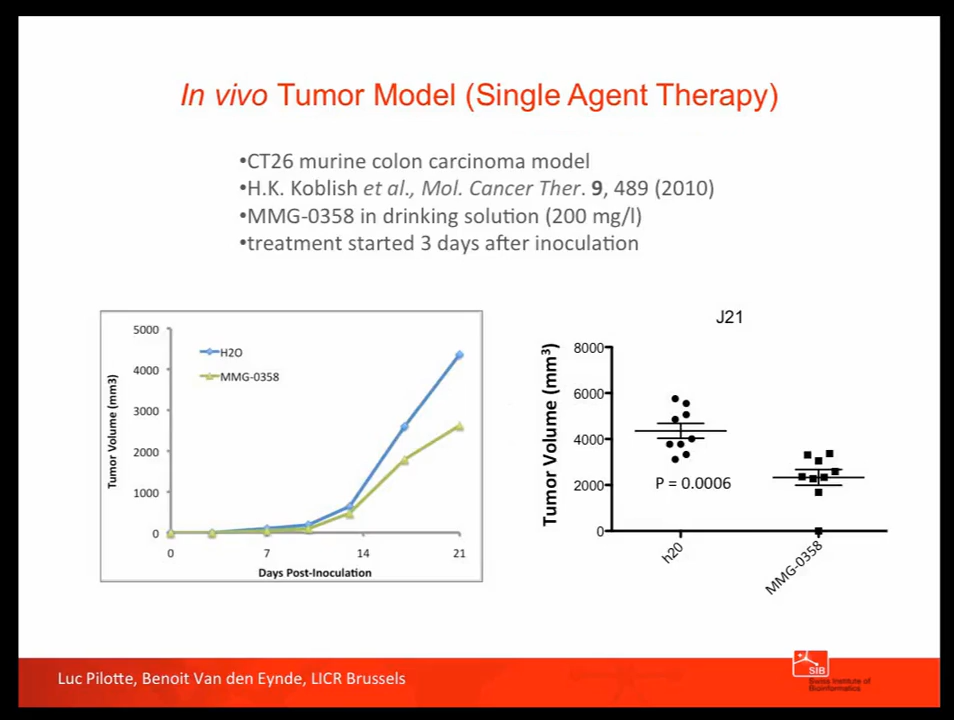 In vivo Tumor Model (Single Agent Therapy)
•CT26 murine colon carcinoma model
•H.K. Koblish et al., Mol. Cancer Ther. 9, 489 (2010)
•MMG-0358 in drinking solution (200 mg/l)
•treatment started 3 days after inoculation
5000
4000
3000
2000
1000
0
Tumor Volume (mm3)
H2O
MMG-0358
0 7 14 21
Days Post-Inoculation
J21
8000
6000
4000
2000
0
Tumor Volume (mm³)
P = 0.0006
h20
MMG-0358
Luc Pilotte, Benoit Van den Eynde, LICR Brussels
SIB
Swiss Institute of
Bioinformatics